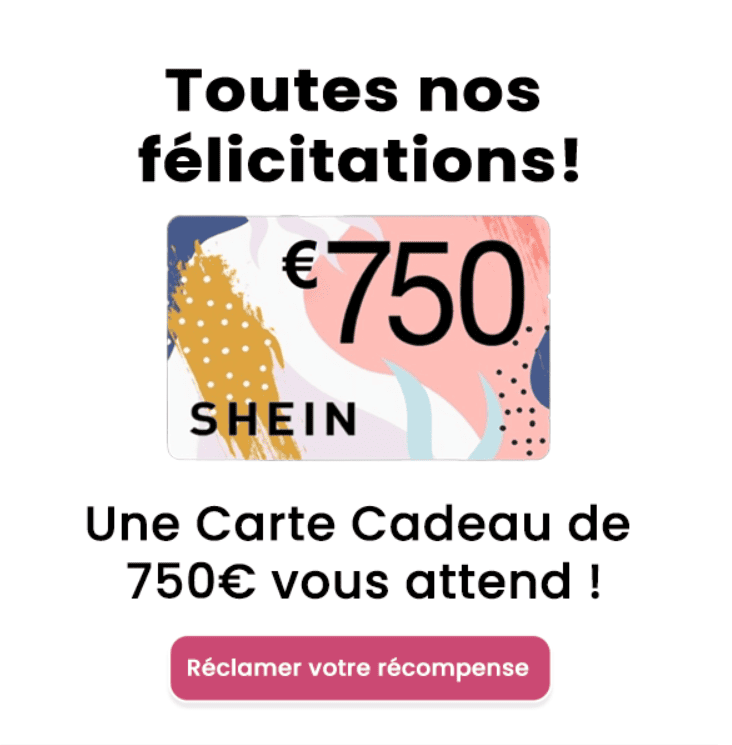 Toutes nos
félicitations!
€750
SHEIN
Une Carte Cadeau de
750€ vous attend !
Réclamer votre récompense